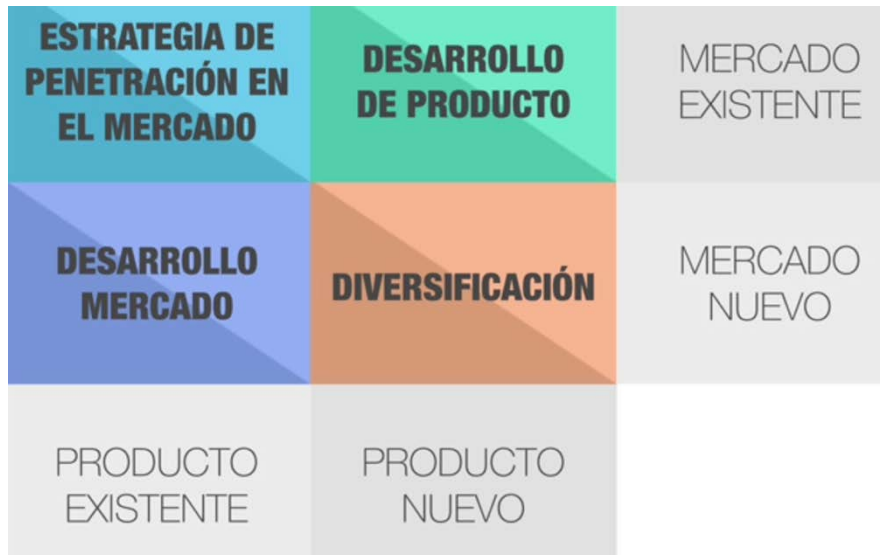 ESTRATEGIA DE
PENETRACIÓN EN
EL MERCADO
DESARROLLO
DE PRODUCTO
MERCADO
EXISTENTE
DESARROLLO
MERCADO
DIVERSIFICACIÓN
MERCADO
NUEVO
PRODUCTO
EXISTENTE
PRODUCTO
NUEVO